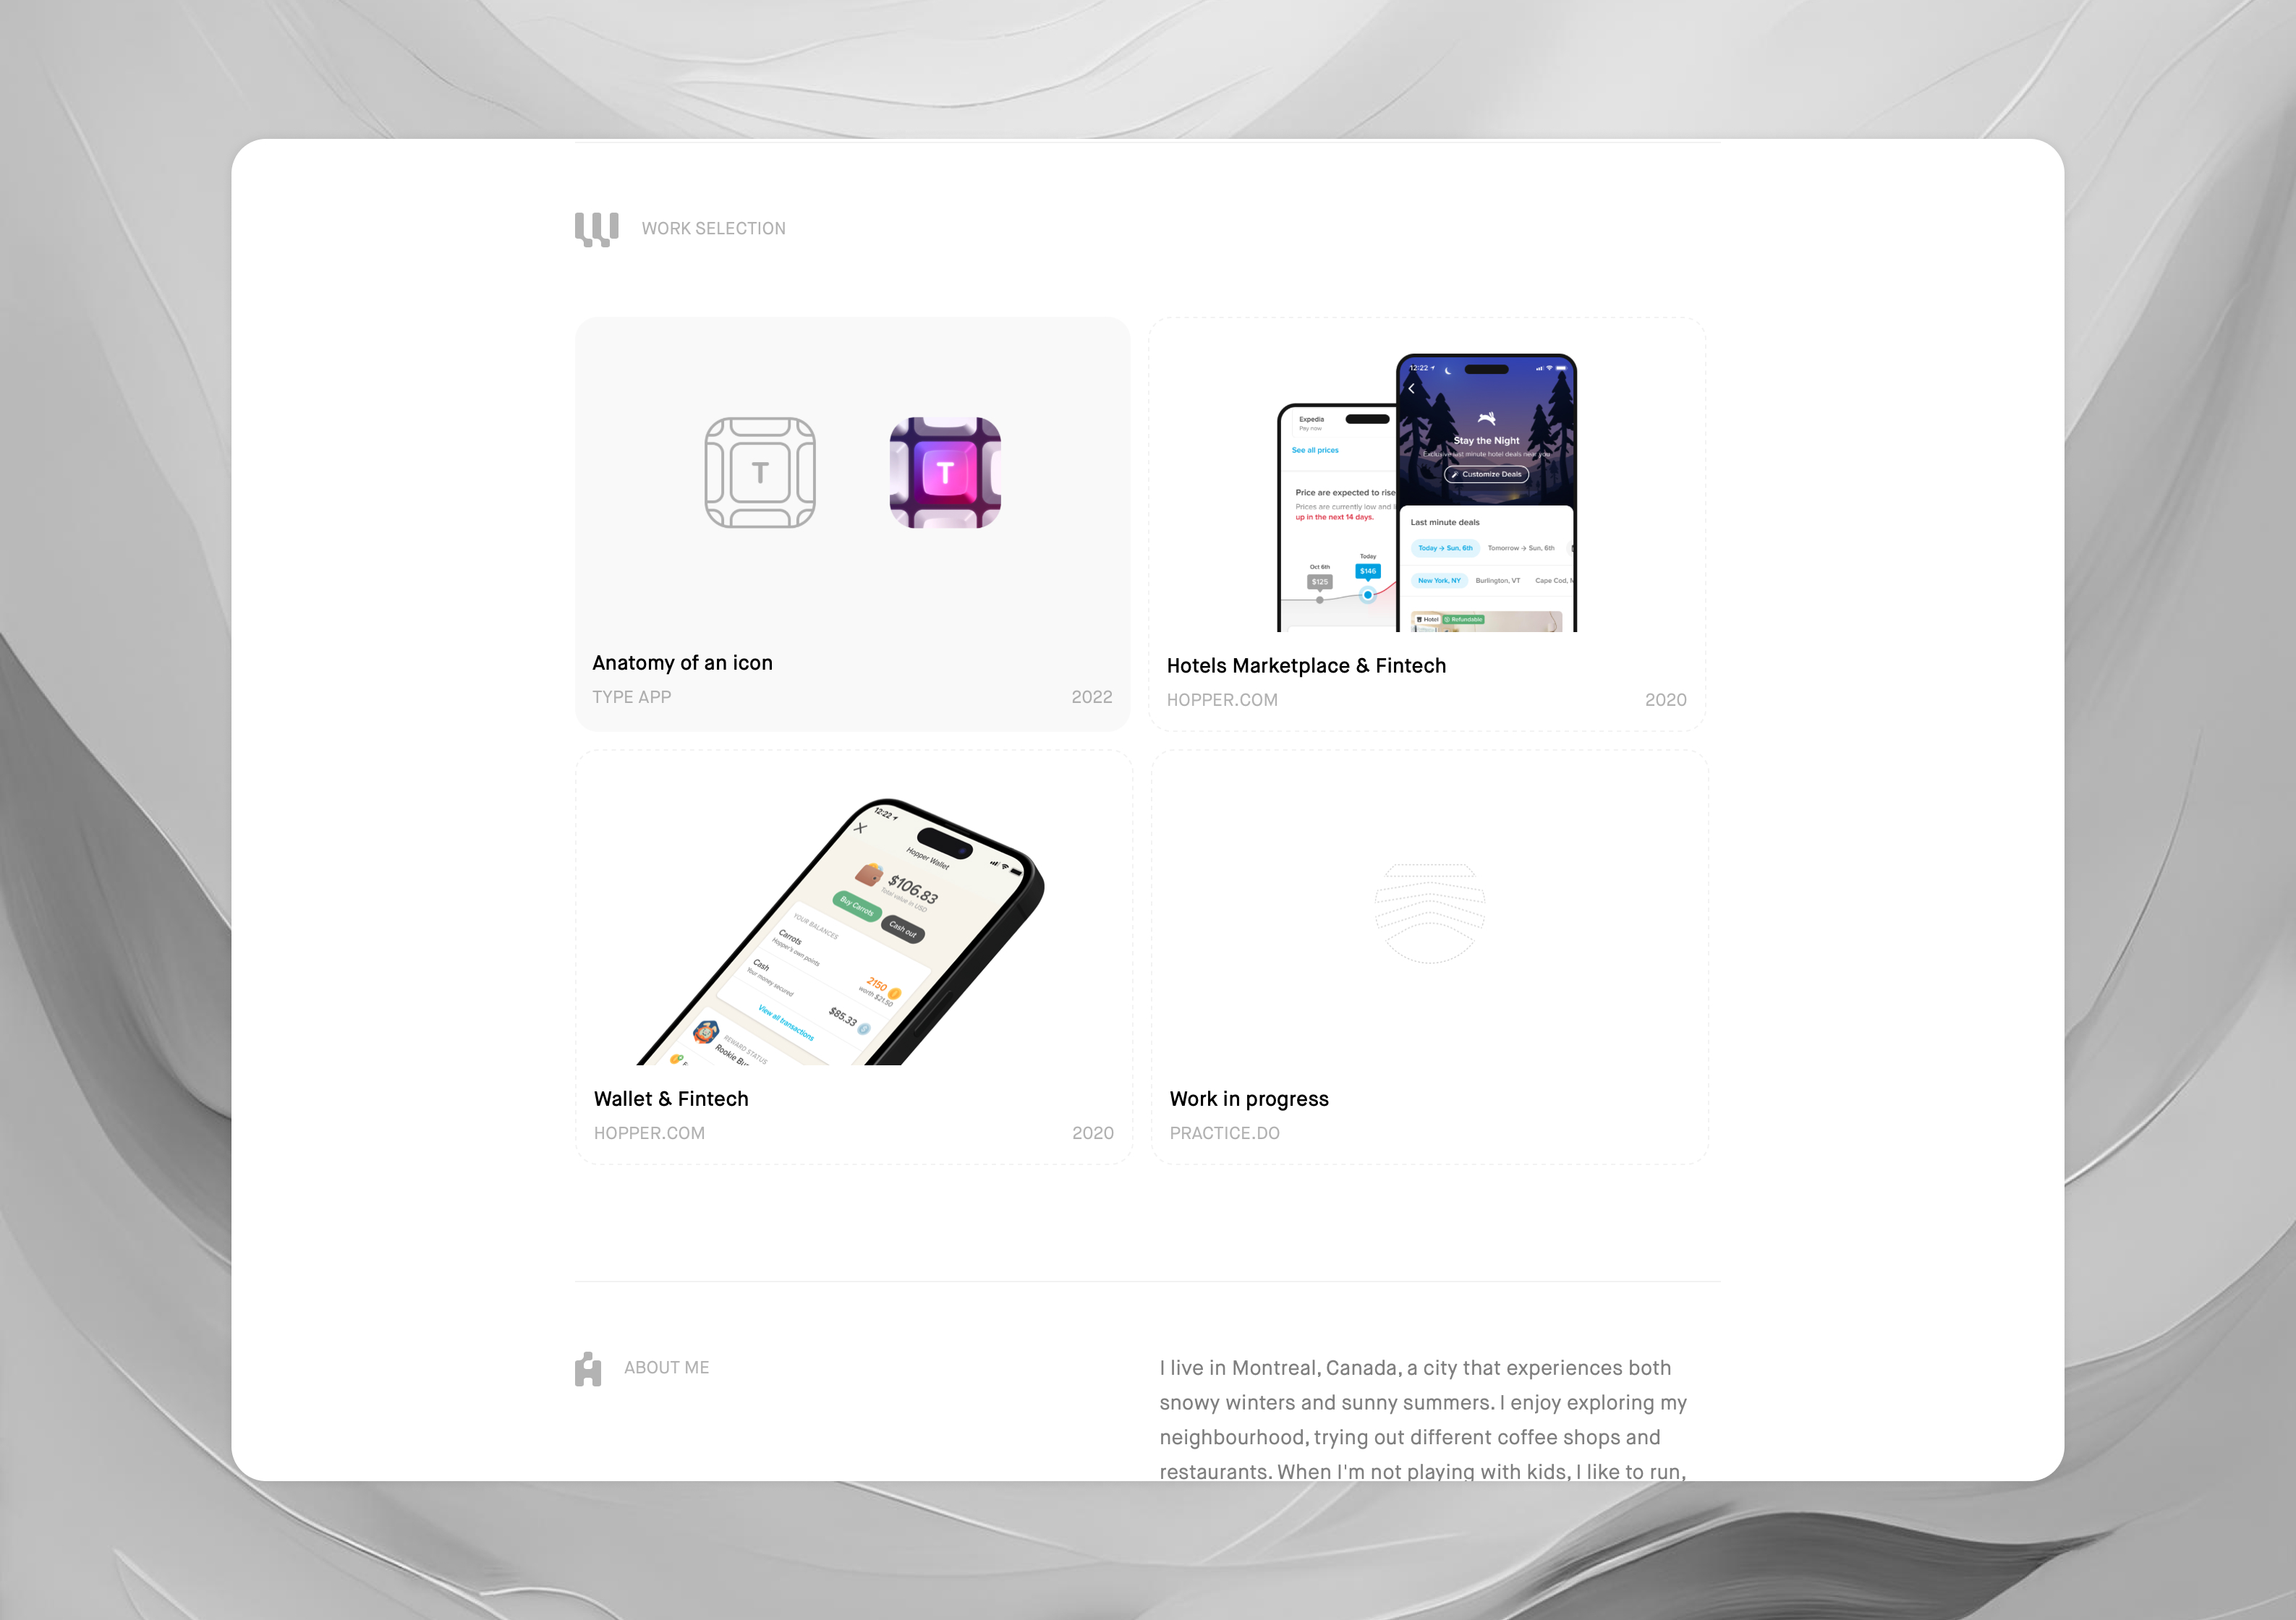 WORK SELECTION
T
T
Anatomy of an icon
TYPE APP
2022
Expedia
Pay now
See all prices
Price are expected to rise
Prices are currently low and
up in the next 14 days.
Today
Oct 6th
$146
$125
12:22
Stay the Night
Exclusive last minute hotel deals near you
Customize Deals
Last minute deals
Today → Sun, 6th
Tomorrow → Sun, 6th
New York, NY
Burlington, VT
Cape Cod,
Hotel
Refundable
Hotels Marketplace & Fintech
HOPPER.COM
2020
12:22
Hopper Wallet
$106.83
Total value in USD
Buy Carrots
Cash out
YOUR BALANCES
Carrots
Hopper's own points
2150
worth $21.50
Cash
Your money secured
$85.33
View all transactions
REWARD STATUS
Rookie
Wallet & Fintech
HOPPER.COM
2020
Work in progress
PRACTICE.DO
ABOUT ME
I live in Montreal, Canada, a city that experiences both
snowy winters and sunny summers. I enjoy exploring my
neighbourhood, trying out different coffee shops and
restaurants. When I'm not playing with kids, I like to run,